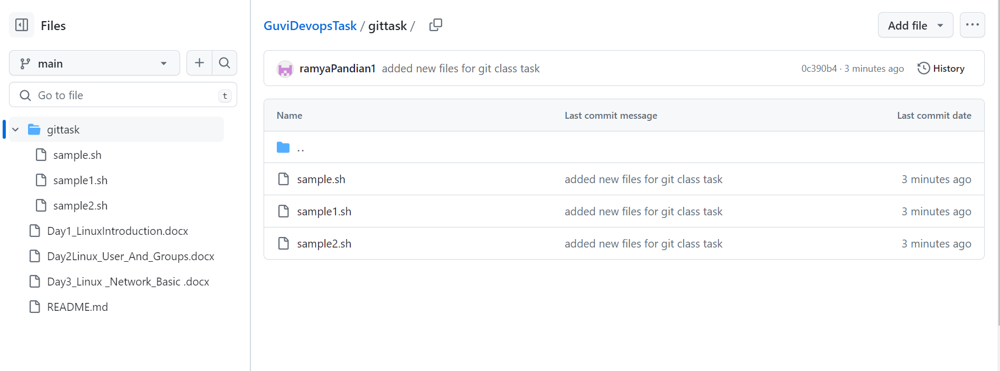 Files
main
Go to file
t
gittask
sample.sh
sample1.sh
sample2.sh
Day1_LinuxIntroduction.docx
Day2Linux_User_And_Groups.docx
Day3_Linux _Network_Basic .docx
README.md
GuviDevopsTask / gittask /
Add file
ramyaPandian1 added new files for git class task 0c390b4 · 3 minutes ago History
Name Last commit message Last commit date
..
sample.sh added new files for git class task 3 minutes ago
sample1.sh added new files for git class task 3 minutes ago
sample2.sh added new files for git class task 3 minutes ago